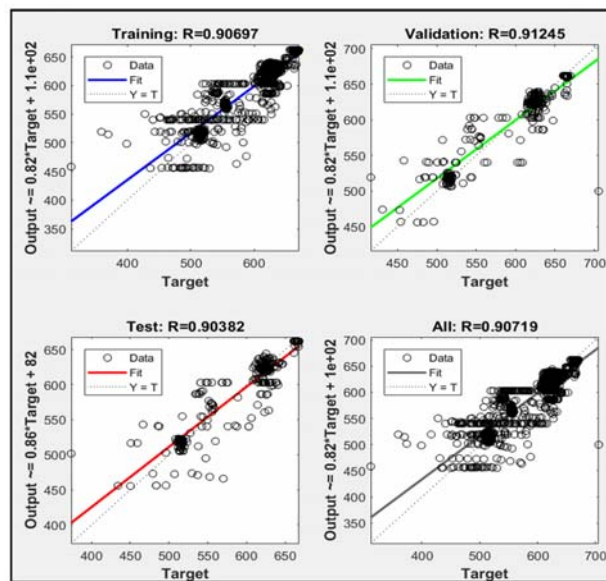 Training: R=0.90697
Output ~= 0.82*Target + 1.1e+02
650
600
550
500
450
400
350
Data
Fit
Y = T
400
500
600
Target
Validation: R=0.91245
Output ~= 0.82*Target + 1.1e+02
700
650
600
550
500
450
Data
Fit
Y = T
450
500
550
600
650
700
Target
Test: R=0.90382
Output ~= 0.86*Target + 82
650
600
550
500
450
400
Data
Fit
Y = T
400
450
500
550
600
650
Target
All: R=0.90719
Output ~= 0.82*Target + 1e+02
700
650
600
550
500
450
400
350
Data
Fit
Y = T
400
500
600
700
Target